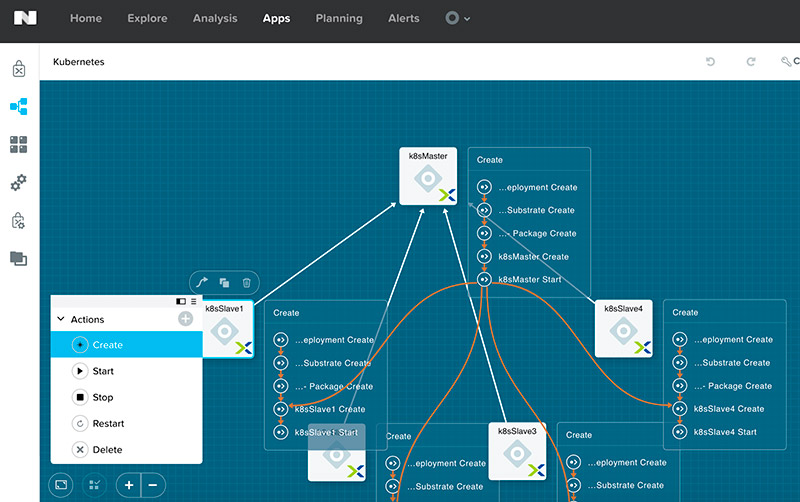 N Home Explore Analysis Apps Planning Alerts
Kubernetes
k8sMaster
Create
...eployment Create
...Substrate Create
...- Package Create
k8sMaster Create
k8sMaster Start
Actions
Create
Start
Stop
Restart
Delete
k8sSlave1
Create
...eployment Create
...Substrate Create
...- Package Create
k8sSlave1 Create
k8sSlave1 Start
k8sSlave4
Create
...eployment Create
...Substrate Create
...- Package Create
k8sSlave4 Create
k8sSlave4 Start
Create
...eployment Create
...Substrate Create
k8sSlave3
Create
...eployment Create
...Substrate Create